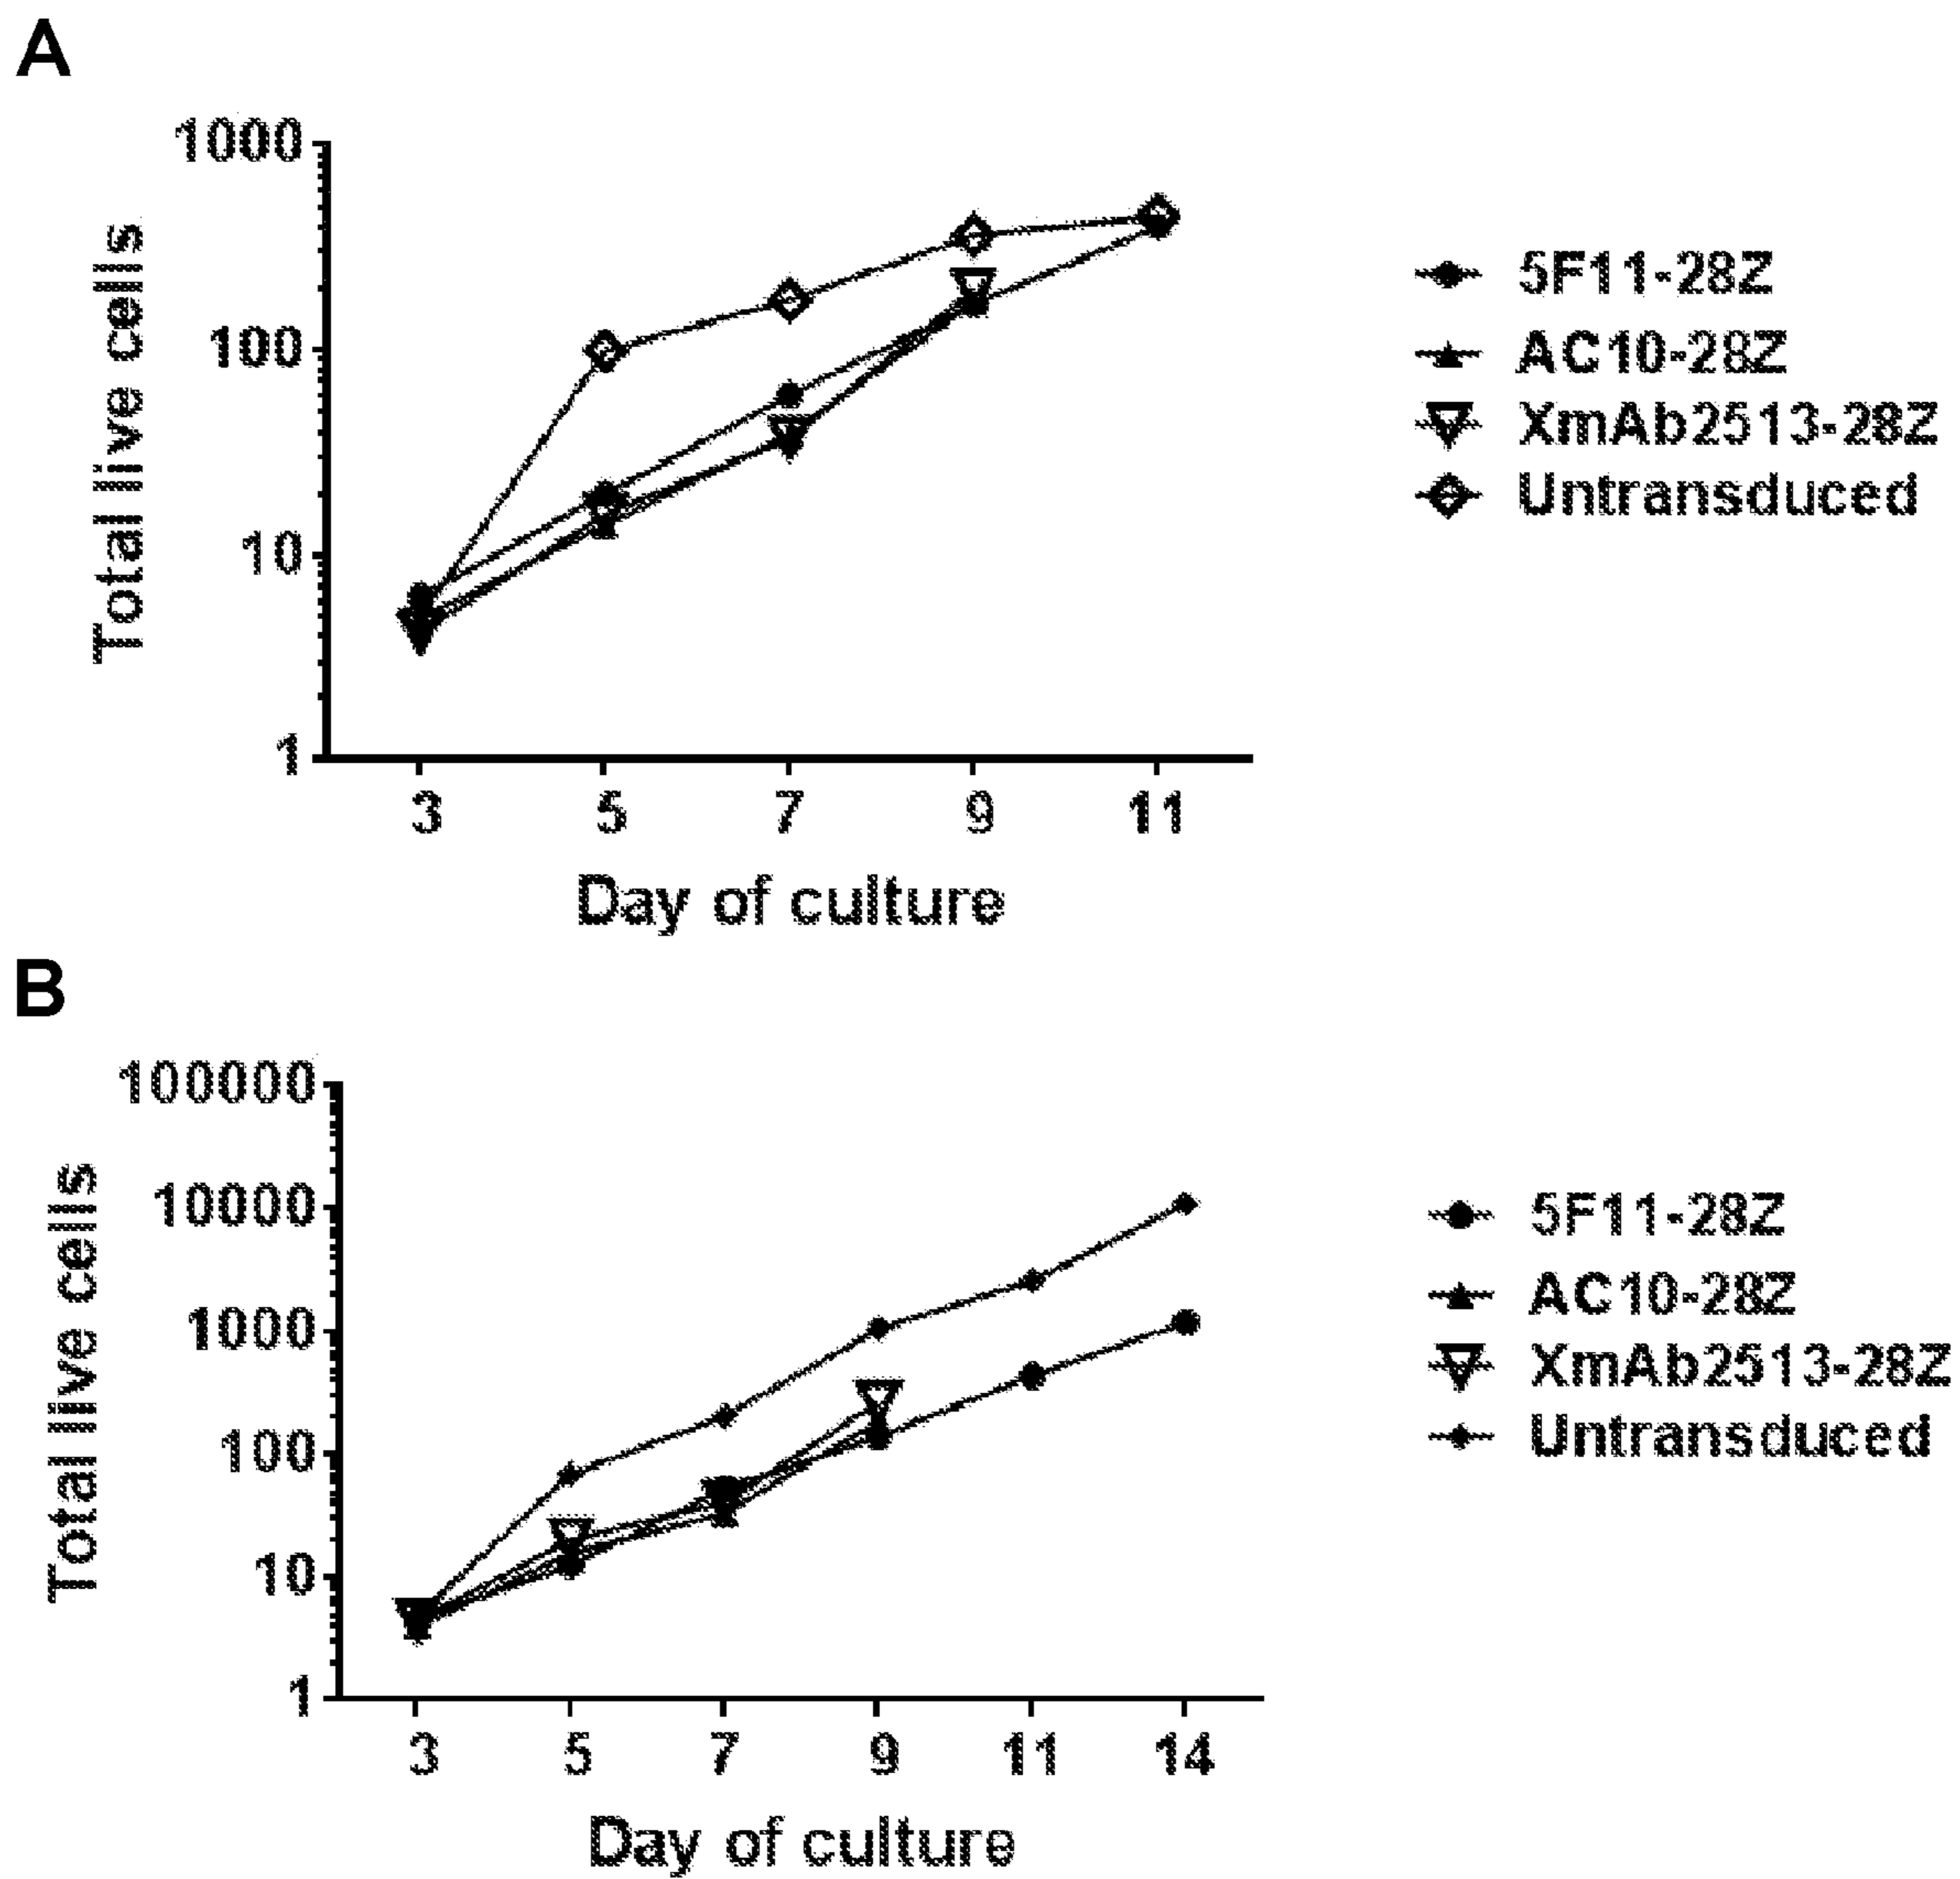 A
1000
100
10
1
Total live cells
3 5 7 9 11
Day of culture
5F11-28Z
AC10-28Z
XmAb2513-28Z
Untransduced
B
100000
10000
1000
100
10
1
Total live cells
3 5 7 9 11 14
Day of culture
5F11-28Z
AC10-28Z
XmAb2513-28Z
Untransduced